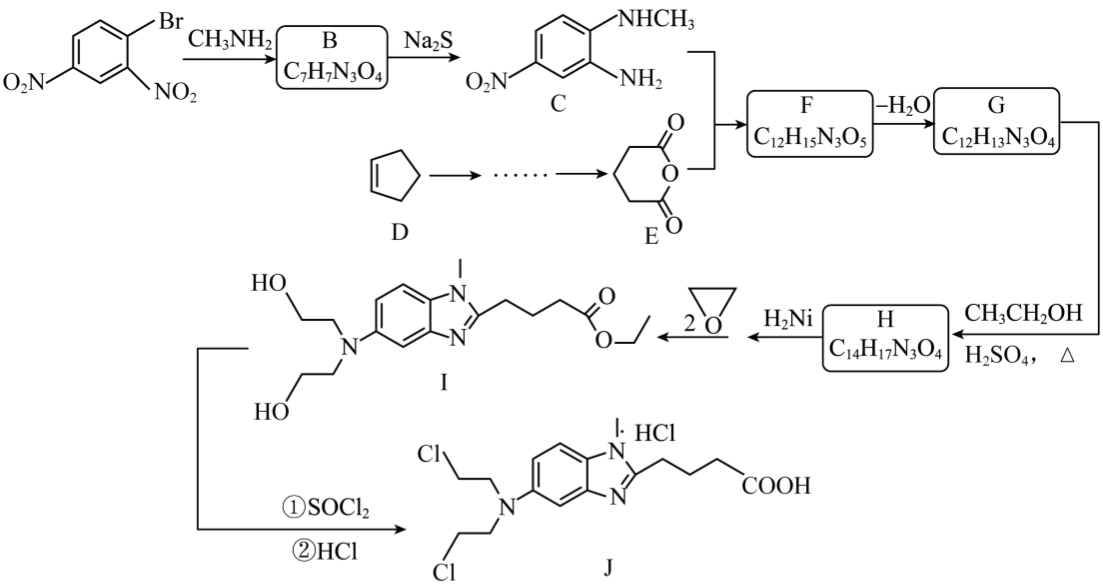 Br
O₂N
NO₂
CH₃NH₂
B
C₇H₇N₃O₄
Na₂S
NHCH₃
NH₂
O₂N
C
D
……
O
O
O
E
F
C₁₂H₁₅N₃O₅
−H₂O
G
C₁₂H₁₃N₃O₄
CH₃CH₂OH
H₂SO₄， △
H
C₁₄H₁₇N₃O₄
H₂Ni
2
O
HO
N
HO
N
N
O
O
I
①SOCl₂
②HCl
Cl
N
Cl
N
· HCl
N
COOH
J